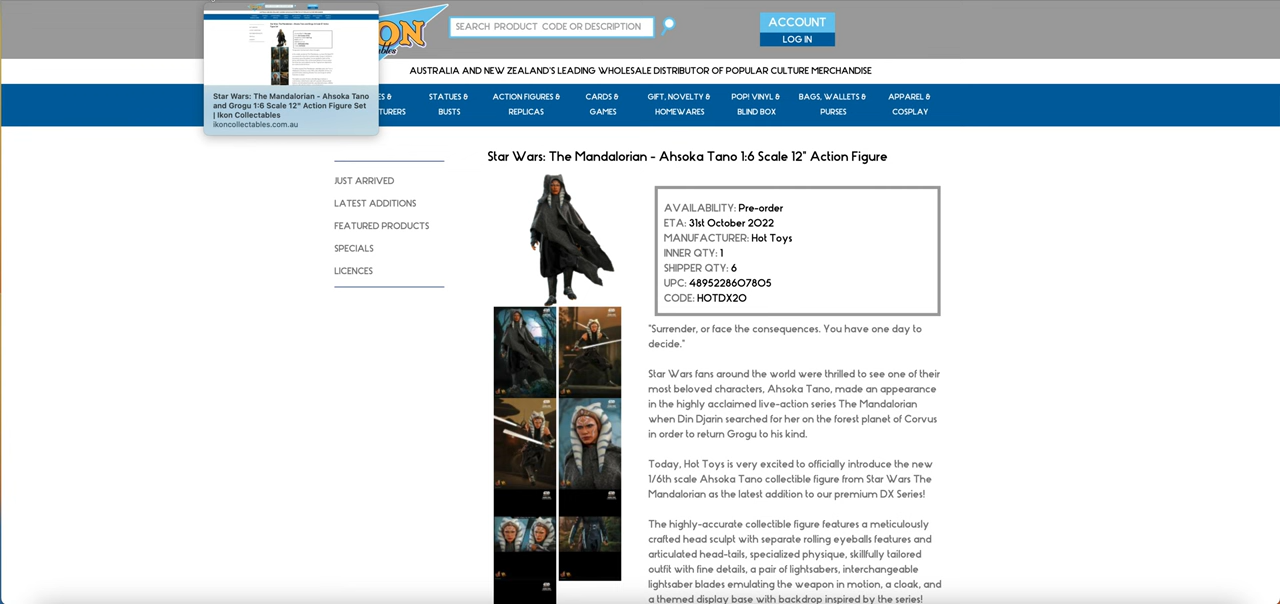 Star Wars: The Mandalorian - Ahsoka Tano
and Grogu 1:6 Scale 12" Action Figure Set
| Ikon Collectables
ikoncollectables.com.au
SEARCH PRODUCT CODE OR DESCRIPTION
ACCOUNT
LOG IN
AUSTRALIA AND NEW ZEALAND'S LEADING WHOLESALE DISTRIBUTOR OF POPULAR CULTURE MERCHANDISE
STATUES &
BUSTS
ACTION FIGURES &
REPLICAS
CARDS &
GAMES
GIFT, NOVELTY &
HOMEWARES
POP! VINYL &
BLIND BOX
BAGS, WALLETS &
PURSES
APPAREL &
COSPLAY
JUST ARRIVED
LATEST ADDITIONS
FEATURED PRODUCTS
SPECIALS
LICENCES
Star Wars: The Mandalorian - Ahsoka Tano 1:6 Scale 12" Action Figure
AVAILABILITY: Pre-order
ETA: 31st October 2022
MANUFACTURER: Hot Toys
INNER QTY: 1
SHIPPER QTY: 6
UPC: 4895228607805
CODE: HOTDX20
"Surrender, or face the consequences. You have one day to
decide."
Star Wars fans around the world were thrilled to see one of their
most beloved characters, Ahsoka Tano, made an appearance
in the highly acclaimed live-action series The Mandalorian
when Din Djarin searched for her on the forest planet of Corvus
in order to return Grogu to his kind.
Today, Hot Toys is very excited to officially introduce the new
1/6th scale Ahsoka Tano collectible figure from Star Wars The
Mandalorian as the latest addition to our premium DX Series!
The highly-accurate collectible figure features a meticulously
crafted head sculpt with separate rolling eyeballs features and
articulated head-tails, specialized physique, skillfully tailored
outfit with fine details, a pair of lightsabers, interchangeable
lightsaber blades emulating the weapon in motion, a cloak, and
a themed display base with backdrop inspired by the series!